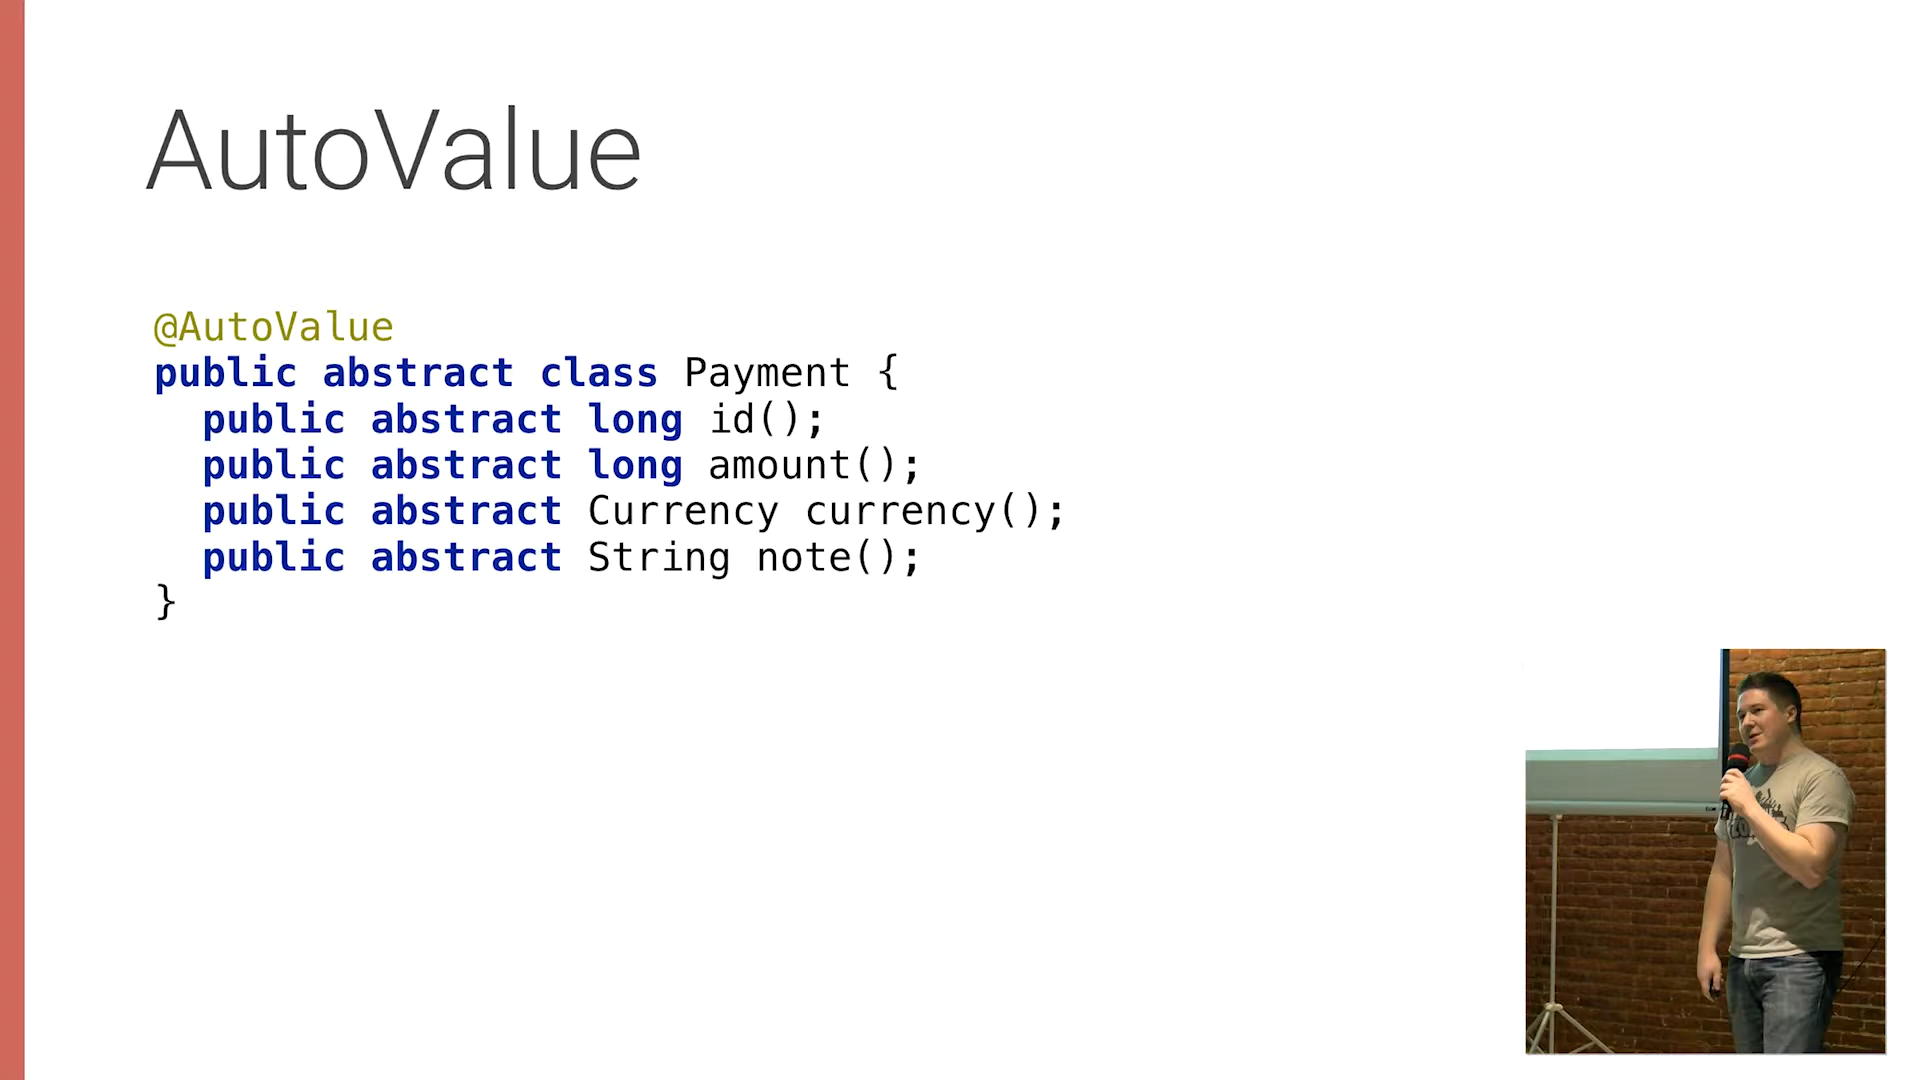 AutoValue
@AutoValue
public abstract class Payment {
  public abstract long id();
  public abstract long amount();
  public abstract Currency currency();
  public abstract String note();
}